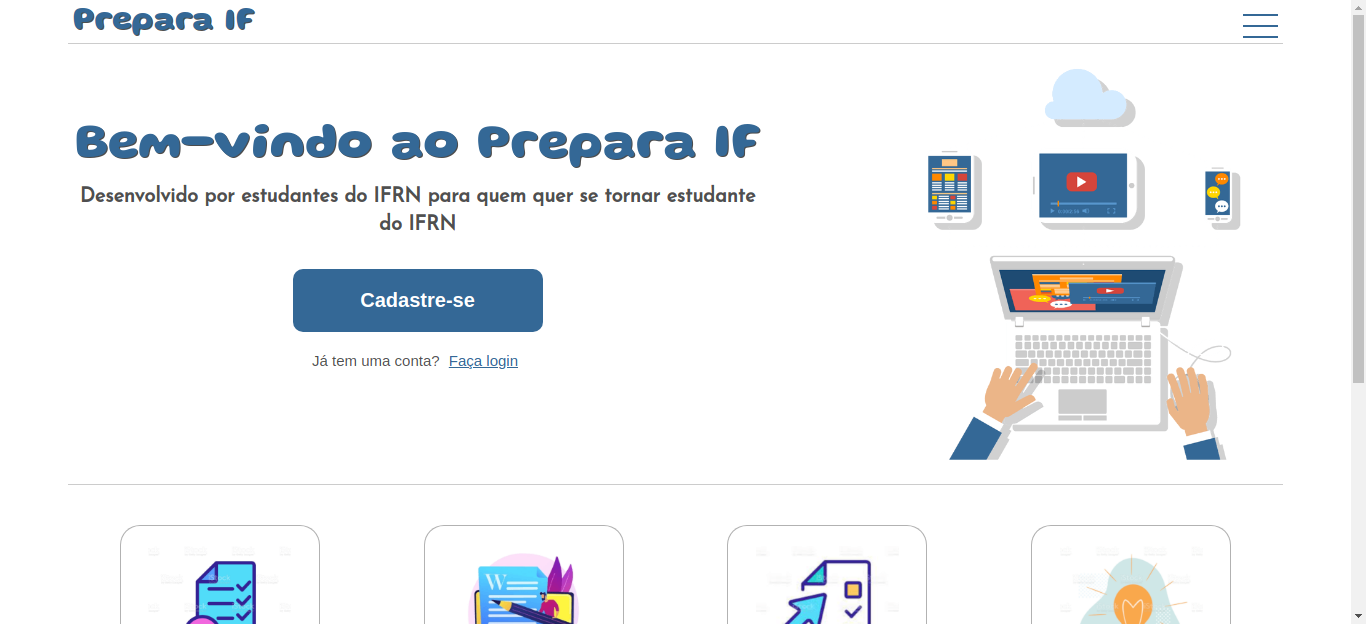 Prepara IF
Bem-vindo ao Prepara IF
Desenvolvido por estudantes do IFRN para quem quer se tornar estudante
do IFRN
Cadastre-se
Já tem uma conta? Faça login
W